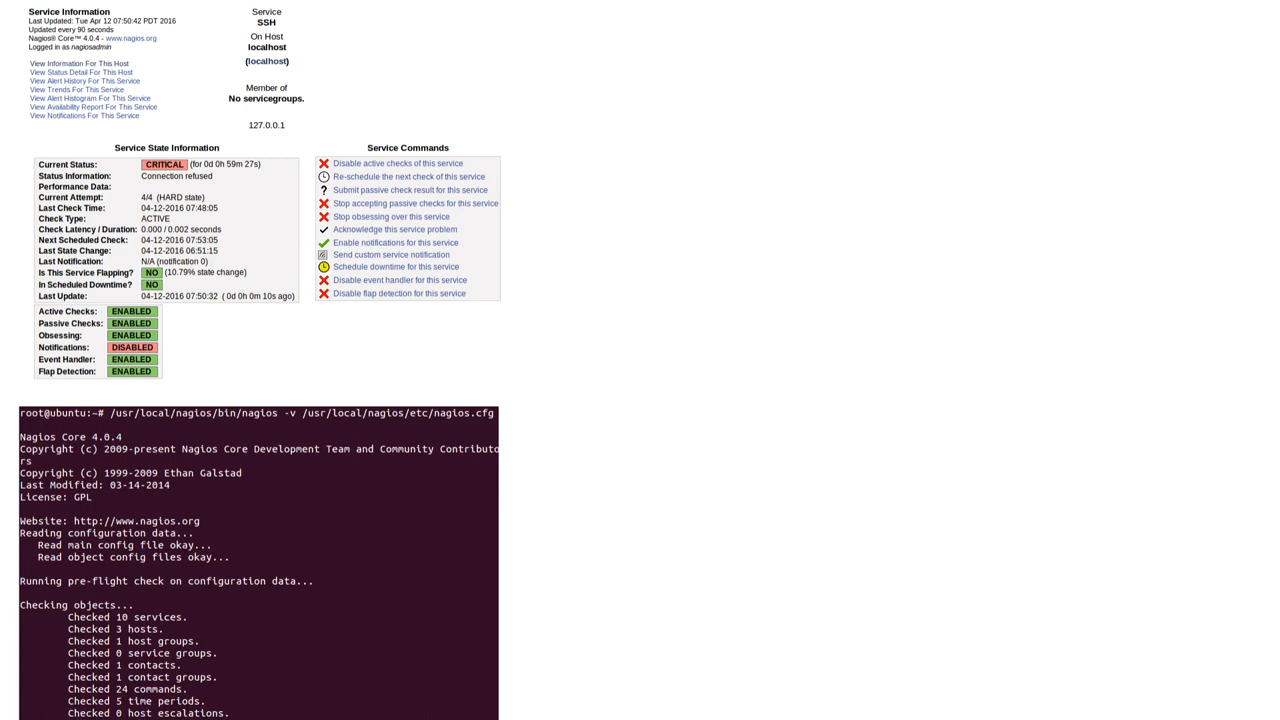 Service Information
Last Updated: Tue Apr 12 07:50:42 PDT 2016
Updated every 90 seconds
Nagios® Core™ 4.0.4 - www.nagios.org
Logged in as nagiosadmin
View Information For This Host
View Status Detail For This Host
View Alert History For This Service
View Trends For This Service
View Alert Histogram For This Service
View Availability Report For This Service
View Notifications For This Service
Service
SSH
On Host
localhost
(localhost)
Member of
No servicegroups.
127.0.0.1
Service State Information
Current Status: CRITICAL (for 0d 0h 59m 27s)
Status Information: Connection refused
Performance Data:
Current Attempt: 4/4 (HARD state)
Last Check Time: 04-12-2016 07:48:05
Check Type: ACTIVE
Check Latency / Duration: 0.000 / 0.002 seconds
Next Scheduled Check: 04-12-2016 07:53:05
Last State Change: 04-12-2016 06:51:15
Last Notification: N/A (notification 0)
Is This Service Flapping? NO (10.79% state change)
In Scheduled Downtime? NO
Last Update: 04-12-2016 07:50:32 ( 0d 0h 0m 10s ago)
Active Checks: ENABLED
Passive Checks: ENABLED
Obsessing: ENABLED
Notifications: DISABLED
Event Handler: ENABLED
Flap Detection: ENABLED
Service Commands
Disable active checks of this service
Re-schedule the next check of this service
? Submit passive check result for this service
Stop accepting passive checks for this service
Stop obsessing over this service
Acknowledge this service problem
Enable notifications for this service
Send custom service notification
Schedule downtime for this service
Disable event handler for this service
Disable flap detection for this service
root@ubuntu:~# /usr/local/nagios/bin/nagios -v /usr/local/nagios/etc/nagios.cfg
Nagios Core 4.0.4
Copyright (c) 2009-present Nagios Core Development Team and Community Contributo
rs
Copyright (c) 1999-2009 Ethan Galstad
Last Modified: 03-14-2014
License: GPL
Website: http://www.nagios.org
Reading configuration data...
Read main config file okay...
Read object config files okay...
Running pre-flight check on configuration data...
Checking objects...
Checked 10 services.
Checked 3 hosts.
Checked 1 host groups.
Checked 0 service groups.
Checked 1 contacts.
Checked 1 contact groups.
Checked 24 commands.
Checked 5 time periods.
Checked 0 host escalations.